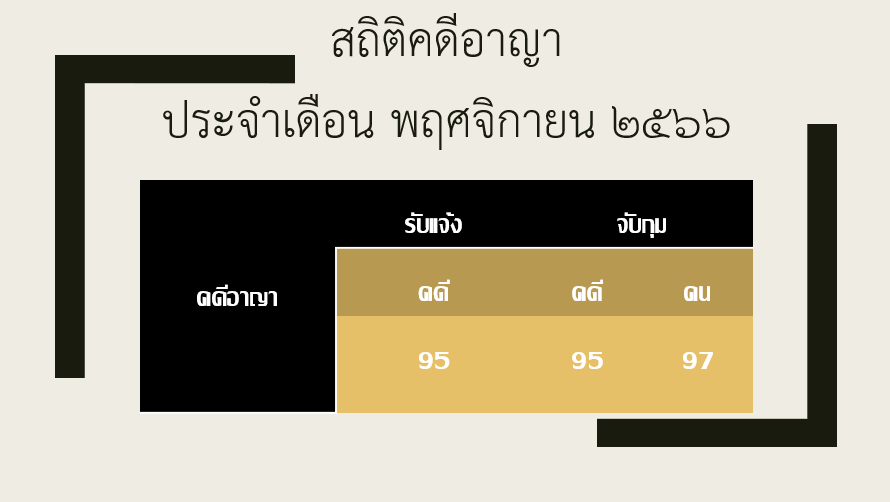 สถิติคดีอาญา
ประจำเดือน พฤศจิกายน ๒๕๖๖
รับแจ้ง จับกุม
คดีอาญา
คดี คดี คน
95 95 97